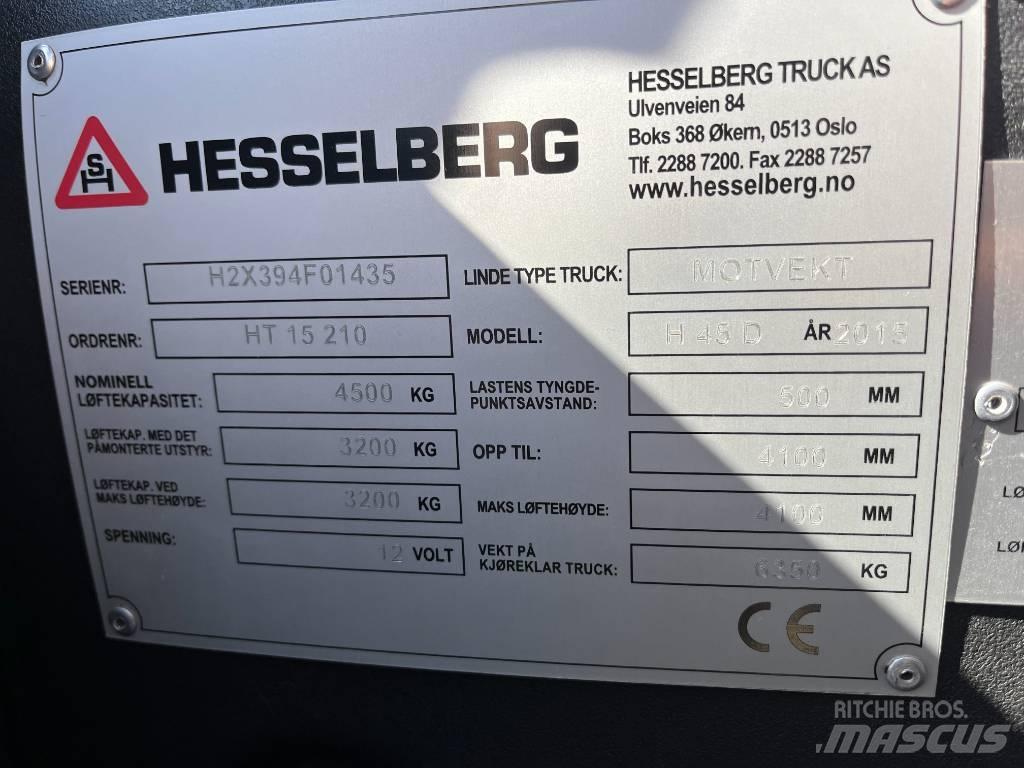 SH
HESSELBERG
HESSELBERG TRUCK AS
Ulvenveien 84
Boks 368 Økern, 0513 Oslo
Tlf. 2288 7200. Fax 2288 7257
www.hesselberg.no
SERIENR: H2X394F01435
LINDE TYPE TRUCK: MOTVEKT
ORDRENR: HT 15 210
MODELL: H 45 D ÅR 2015
NOMINELL
LØFTEKAPASITET: 4500 KG
LASTENS TYNGDE-
PUNKTSAVSTAND: 500 MM
LØFTEKAP. MED DET
PÅMONTERTE UTSTYR: 3200 KG
OPP TIL: 4100 MM
LØFTEKAP. VED
MAKS LØFTEHØYDE: 3200 KG
MAKS LØFTEHØYDE: 4100 MM
SPENNING: 12 VOLT
VEKT PÅ
KJØREKLAR TRUCK: 6350 KG
CE
RITCHIE BROS.
MASCUS